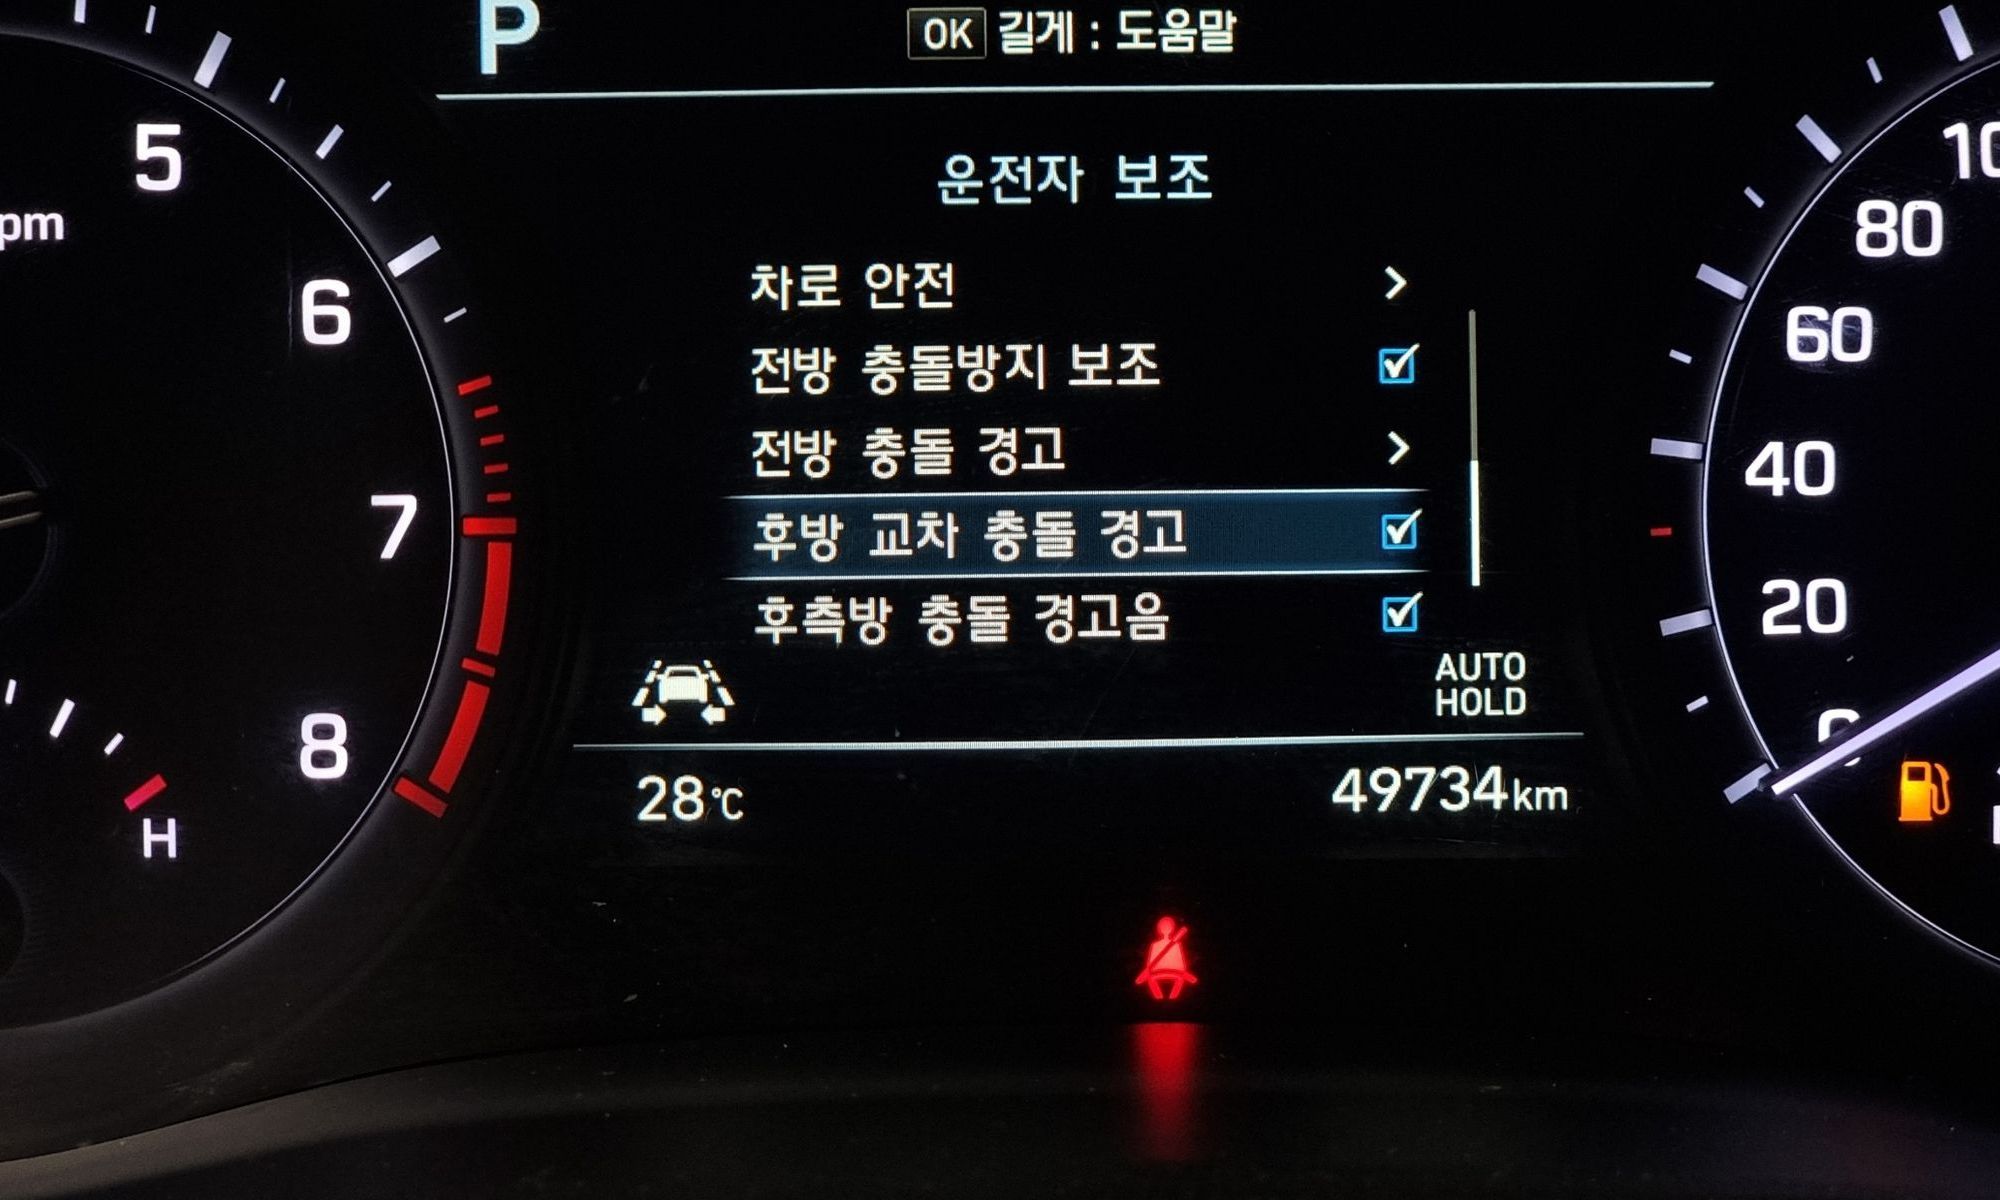 P
OK 길게 : 도움말
운전자 보조
차로 안전
전방 충돌방지 보조
전방 충돌 경고
후방 교차 충돌 경고
후측방 충돌 경고음
AUTO
HOLD
28℃
49734km
5
pm
6
7
8
H
80
60
40
20